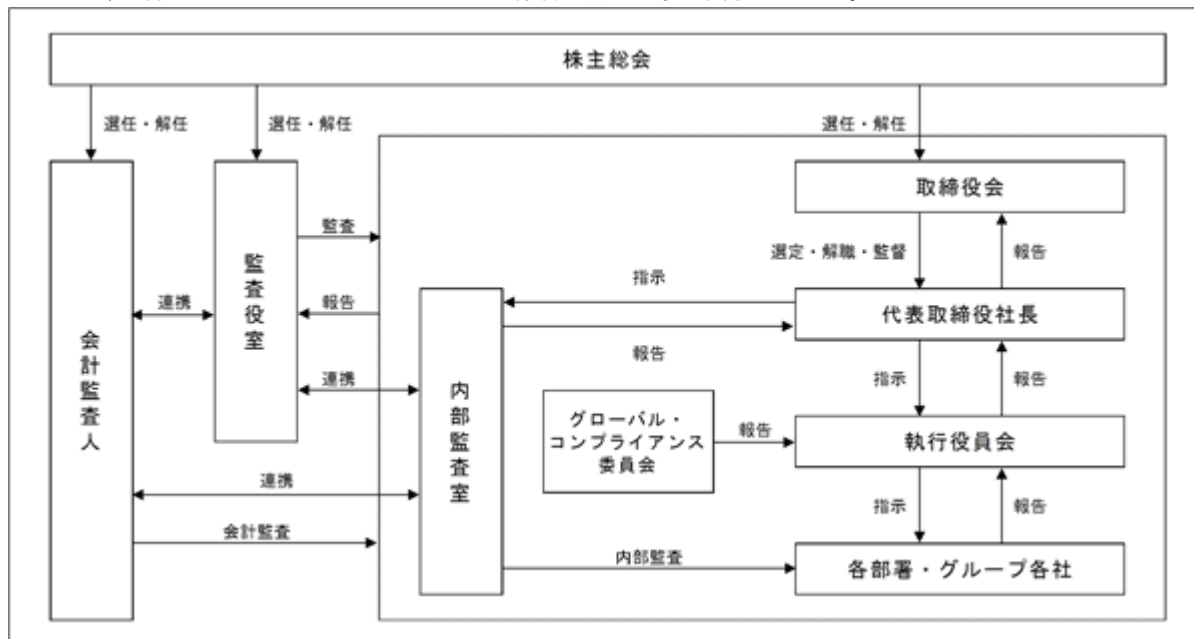 株主総会
選任・解任
選任・解任
選任・解任
取締役会
監査
選定・解職・監督
報告
監査役室
指示
連携
報告
代表取締役社長
報告
会計監査人
連携
内部監査室
指示
報告
グローバル・
コンプライアンス
委員会
報告
執行役員会
連携
指示
報告
会計監査
内部監査
各部署・グループ各社